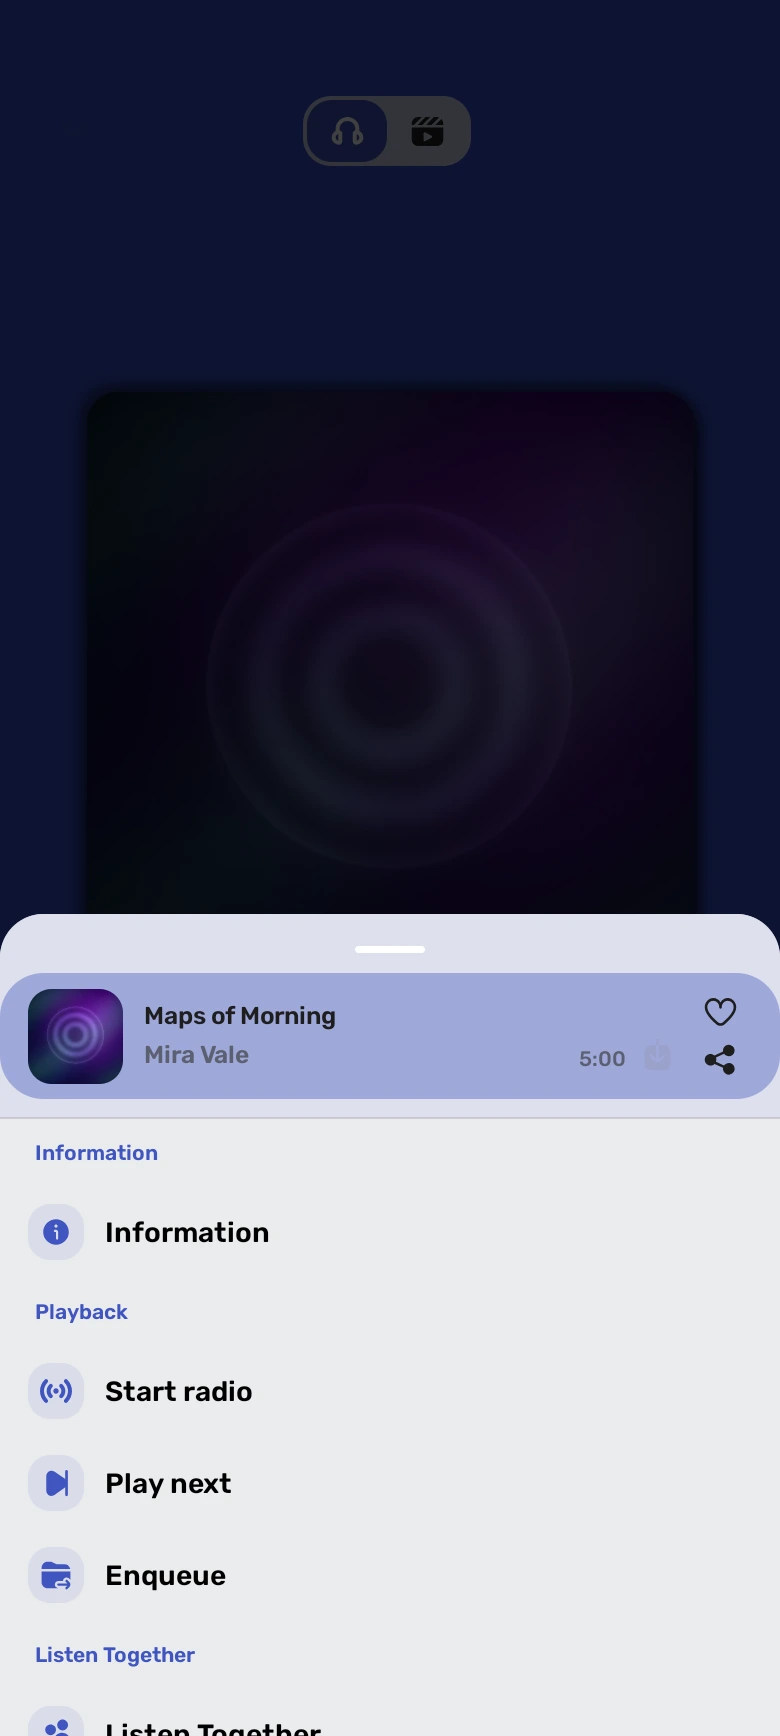 Maps of Morning
Mira Vale
5:00
Information
Information
Playback
Start radio
Play next
Enqueue
Listen Together
Listen Together